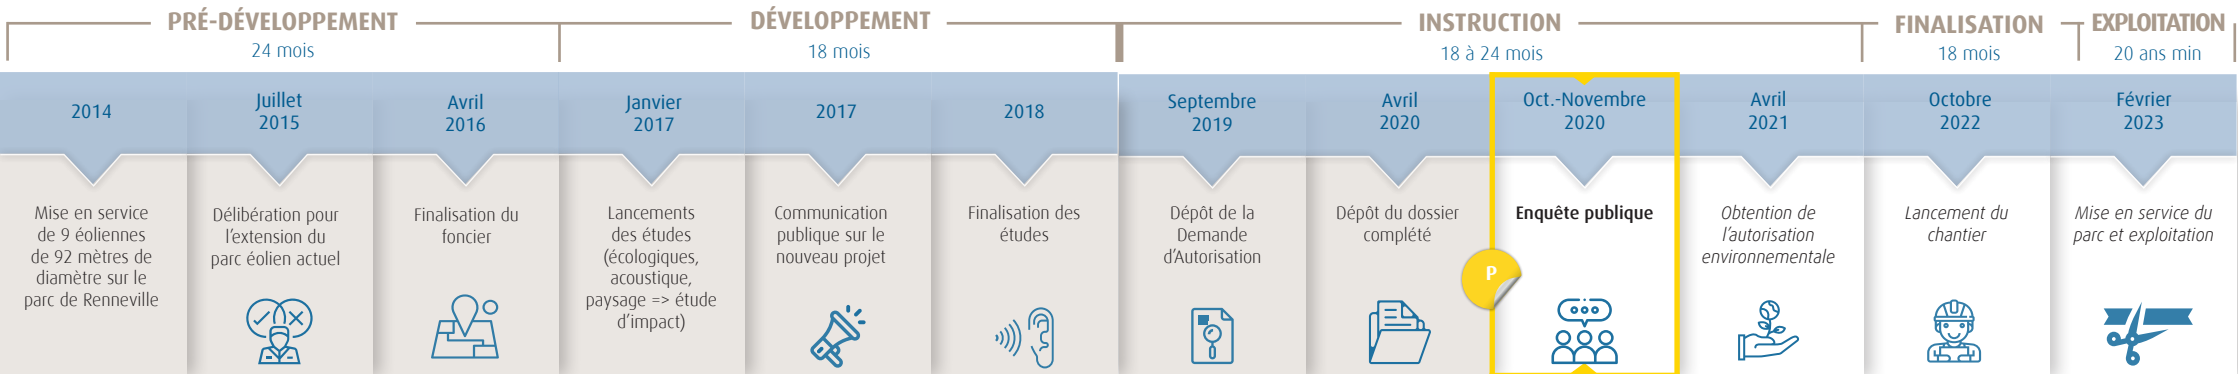 PRÉ-DÉVELOPPEMENT
24 mois
DÉVELOPPEMENT
18 mois
INSTRUCTION
18 à 24 mois
FINALISATION
18 mois
EXPLOITATION
20 ans min
2014
Mise en service
de 9 éoliennes
de 92 mètres de
diamètre sur le
parc de Renneville
Juillet
2015
Délibération pour
l'extension du
parc éolien actuel
Avril
2016
Finalisation du
foncier
Janvier
2017
Lancements
des études
(écologiques,
acoustique,
paysage => étude
d'impact)
2017
Communication
publique sur le
nouveau projet
2018
Finalisation des
études
Septembre
2019
Dépôt de la
Demande
d'Autorisation
Avril
2020
Dépôt du dossier
complété
Oct.-Novembre
2020
Enquête publique
P
Avril
2021
Obtention de
l'autorisation
environnementale
Octobre
2022
Lancement du
chantier
Février
2023
Mise en service du
parc et exploitation